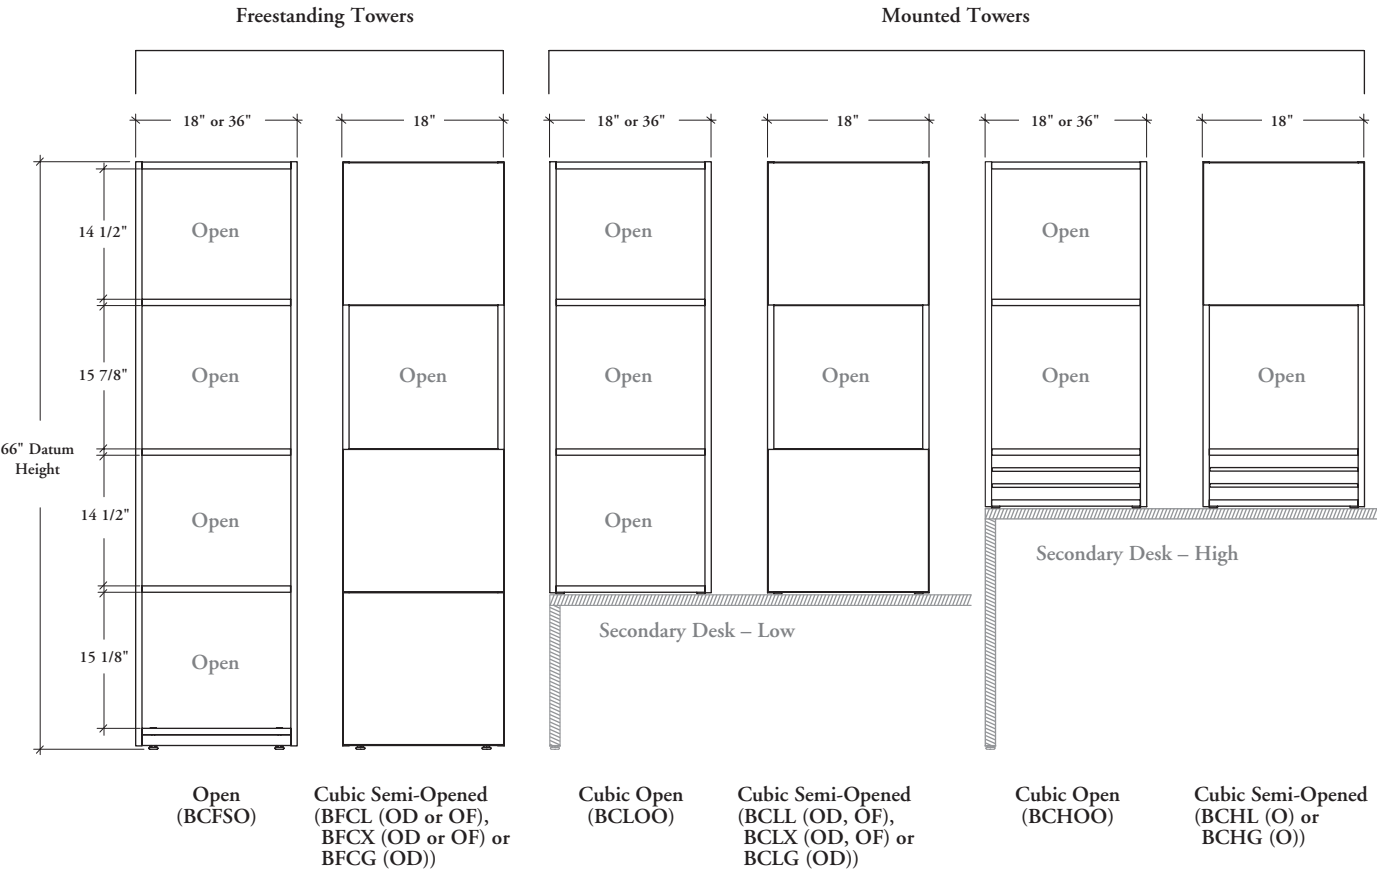 Freestanding Towers
Mounted Towers
18" or 36"
18"
18" or 36"
18"
18" or 36"
18"
14 1/2"
15 7/8"
66" Datum
Height
14 1/2"
15 1/8"
Open
Open
Open
Open
Open
Open
Open
Open
Open
Open
Open
Open
Secondary Desk – Low
Secondary Desk – High
Open
(BCFSO)
Cubic Semi-Opened
(BFCL (OD or OF),
BFCX (OD or OF) or
BFCG (OD))
Cubic Open
(BCLOO)
Cubic Semi-Opened
(BCLL (OD, OF),
BCLX (OD, OF) or
BCLG (OD))
Cubic Open
(BCHOO)
Cubic Semi-Opened
(BCHL (O) or
BCHG (O))